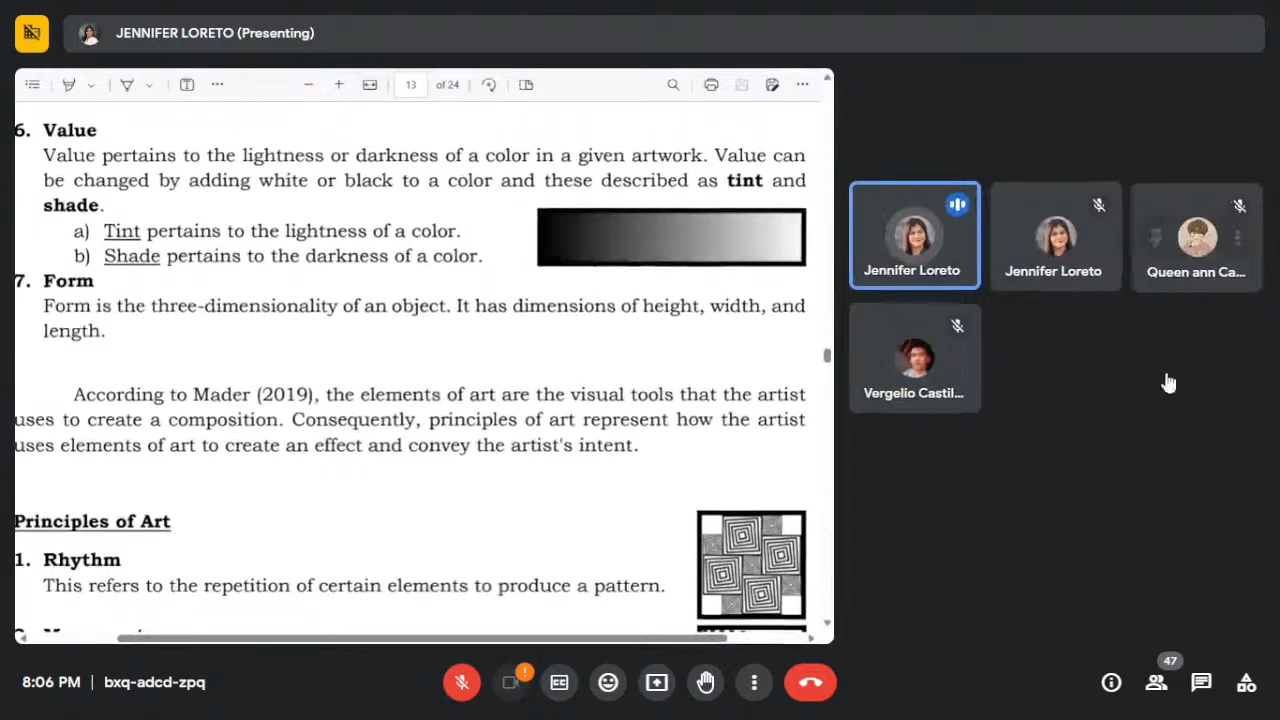 JENNIFER LORETO (Presenting)
13 of 24
6. Value
Value pertains to the lightness or darkness of a color in a given artwork. Value can
be changed by adding white or black to a color and these described as tint and
shade.
a) Tint pertains to the lightness of a color.
b) Shade pertains to the darkness of a color.
7. Form
Form is the three-dimensionality of an object. It has dimensions of height, width, and
length.
According to Mader (2019), the elements of art are the visual tools that the artist
uses to create a composition. Consequently, principles of art represent how the artist
uses elements of art to create an effect and convey the artist's intent.
Principles of Art
1. Rhythm
This refers to the repetition of certain elements to produce a pattern.
Jennifer Loreto
Jennifer Loreto
Queen ann Ca...
Vergelio Castil...
8:06 PM | bxq-adcd-zpq
47